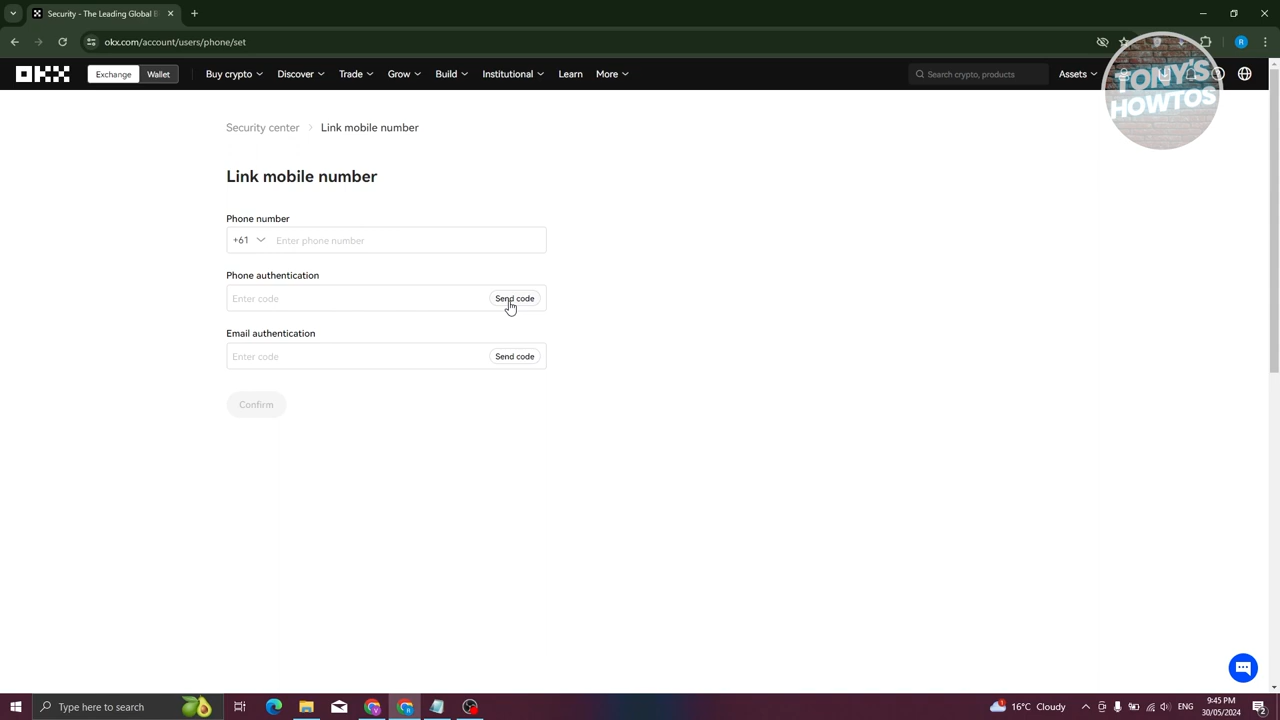 Security - The Leading Global B
okx.com/account/users/phone/set
R
OKX
Exchange
Wallet
Buy crypto
Discover
Trade
Grow
Build
Institutional
Learn
More
Search crypto, products
Assets
TONY'S
HOWTOS
Security center > Link mobile number
Link mobile number
Phone number
+61 Enter phone number
Phone authentication
Enter code Send code
Email authentication
Enter code Send code
Confirm
Type here to search
16°C Cloudy
ENG
9:45 PM
30/05/2024
2